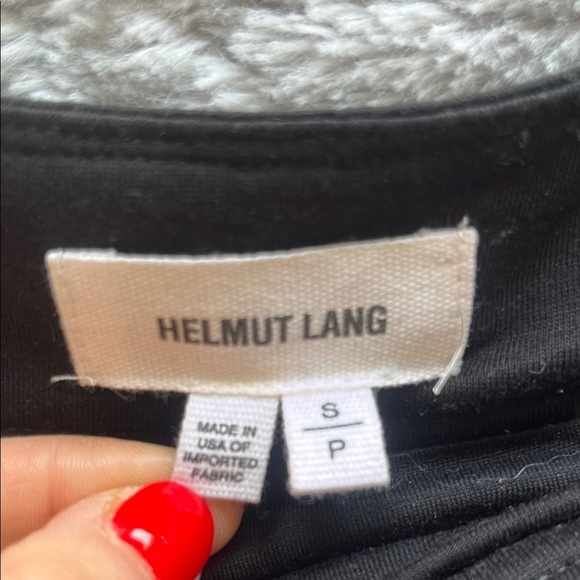 HELMUT LANG
MADE IN
USA OF
IMPORTED
FABRIC
S
P